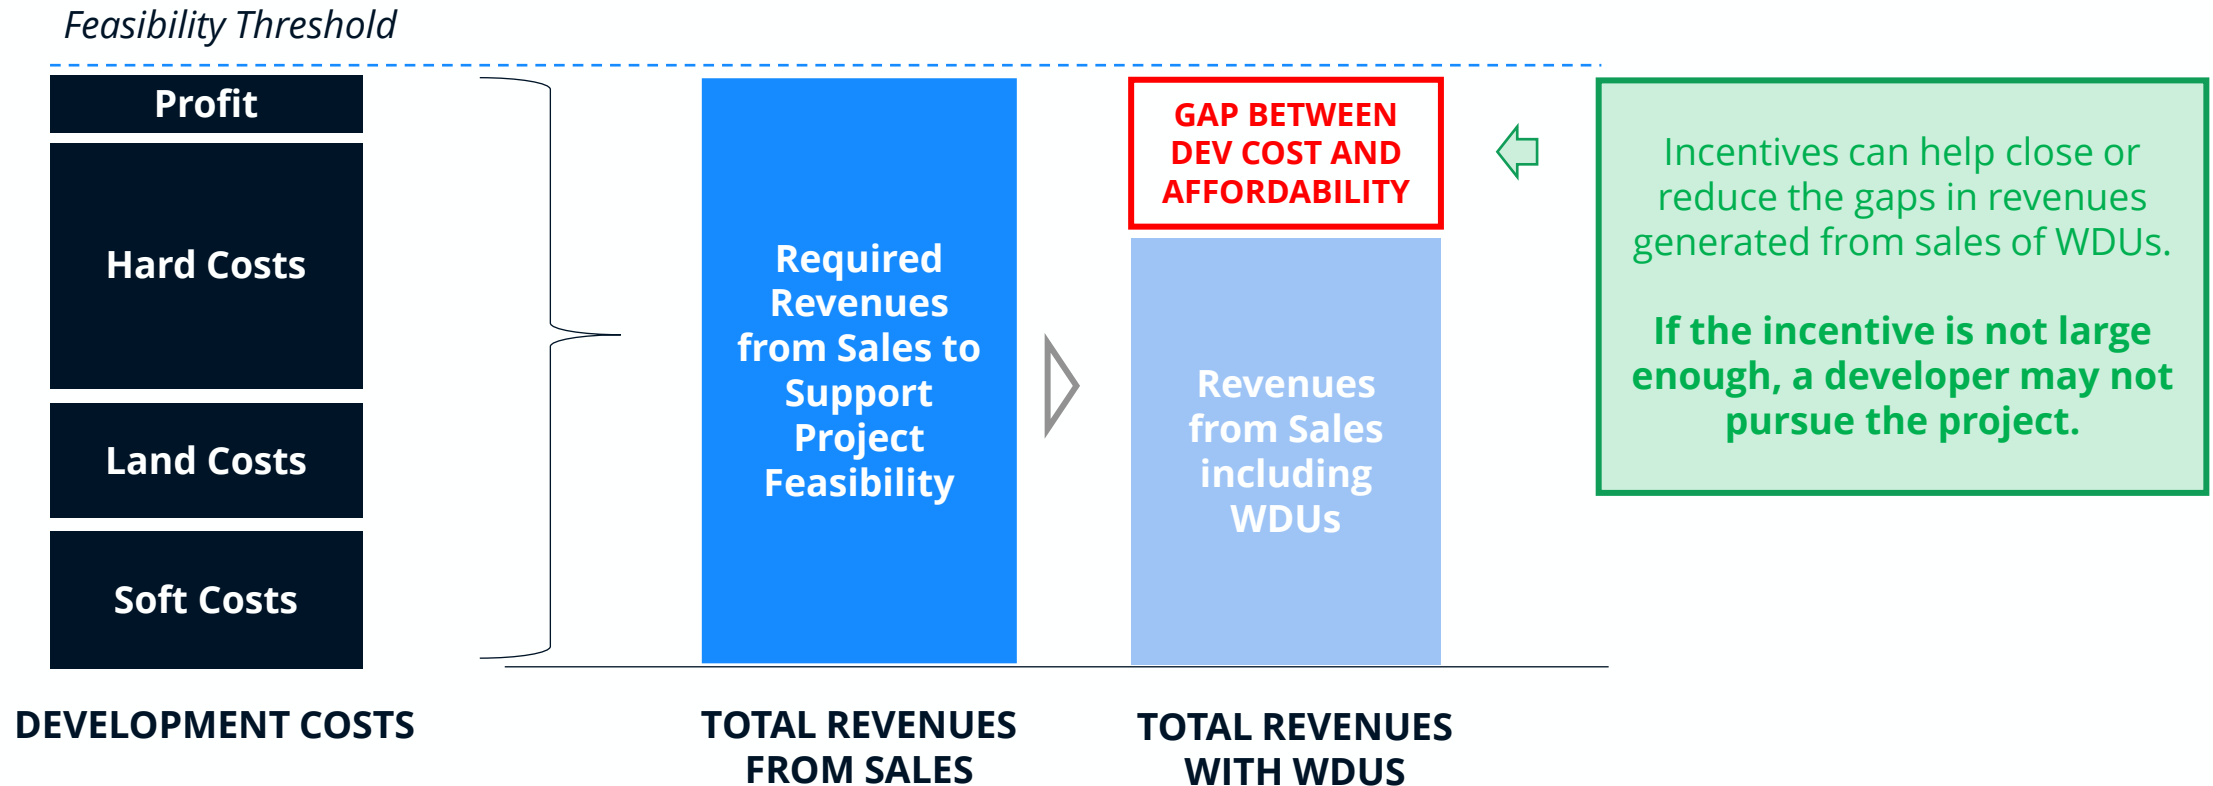 Feasibility Threshold
Profit
Hard Costs
Land Costs
Soft Costs
DEVELOPMENT COSTS
Required
Revenues
from Sales to
Support
Project
Feasibility
TOTAL REVENUES
FROM SALES
GAP BETWEEN
DEV COST AND
AFFORDABILITY
Revenues
from Sales
including
WDUs
TOTAL REVENUES
WITH WDUS
Incentives can help close or
reduce the gaps in revenues
generated from sales of WDUs.
If the incentive is not large
enough, a developer may not
pursue the project.